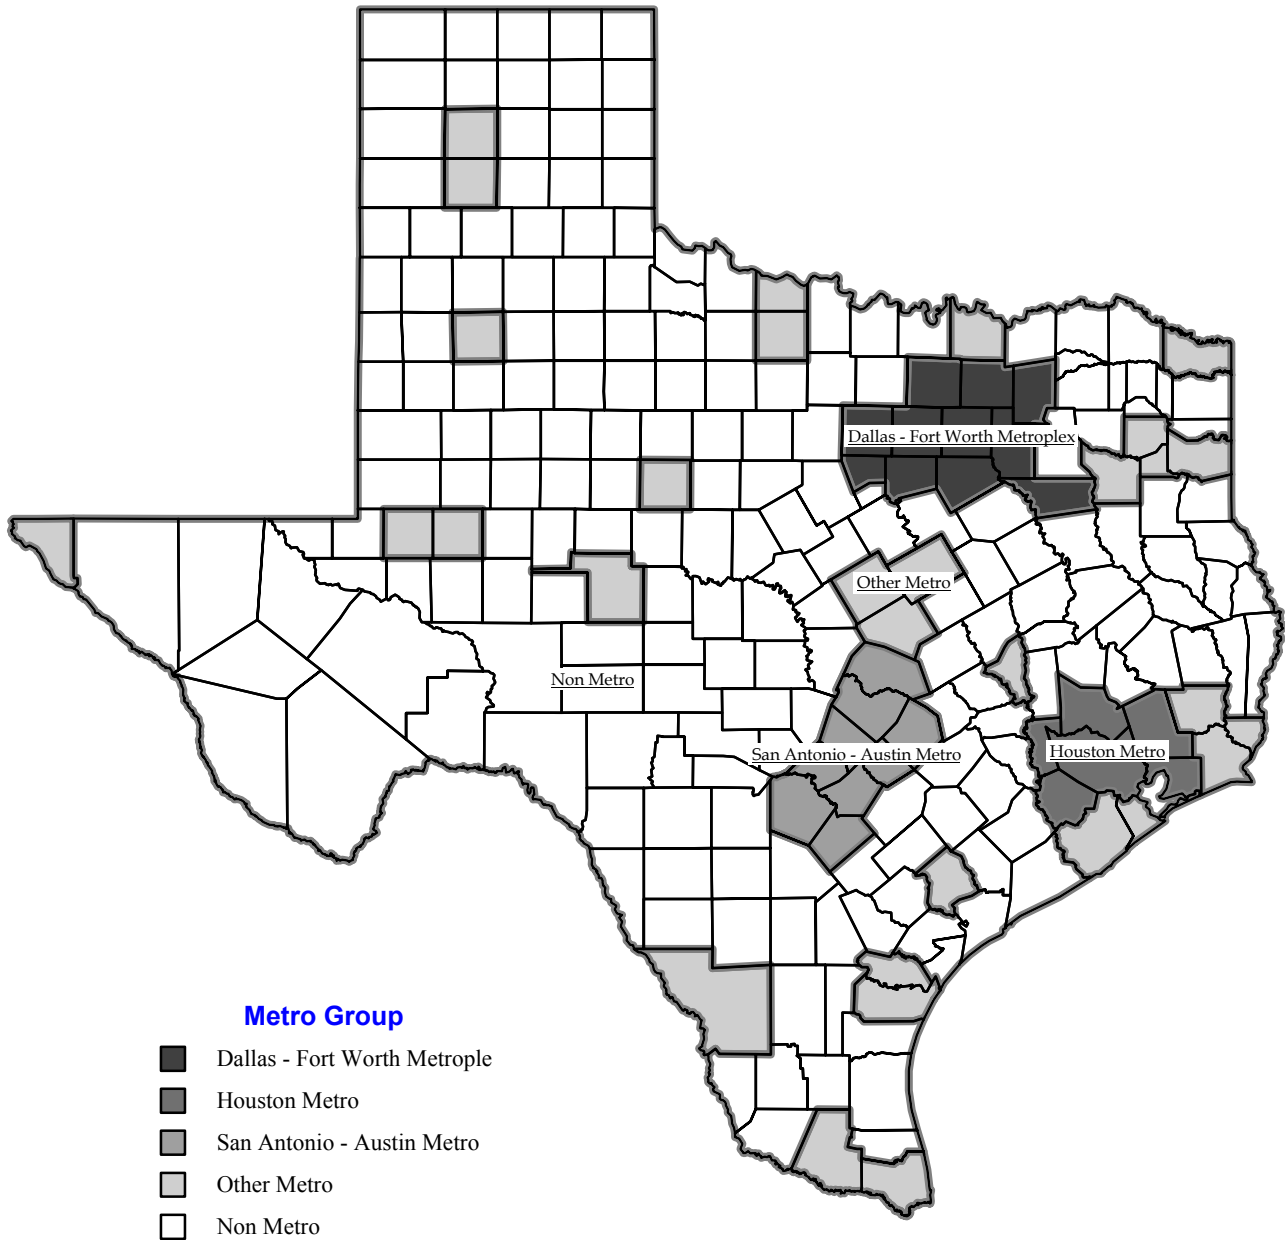 Dallas - Fort Worth Metroplex
Other Metro
Non Metro
San Antonio - Austin Metro
Houston Metro
Metro Group
Dallas - Fort Worth Metrople
Houston Metro
San Antonio - Austin Metro
Other Metro
Non Metro